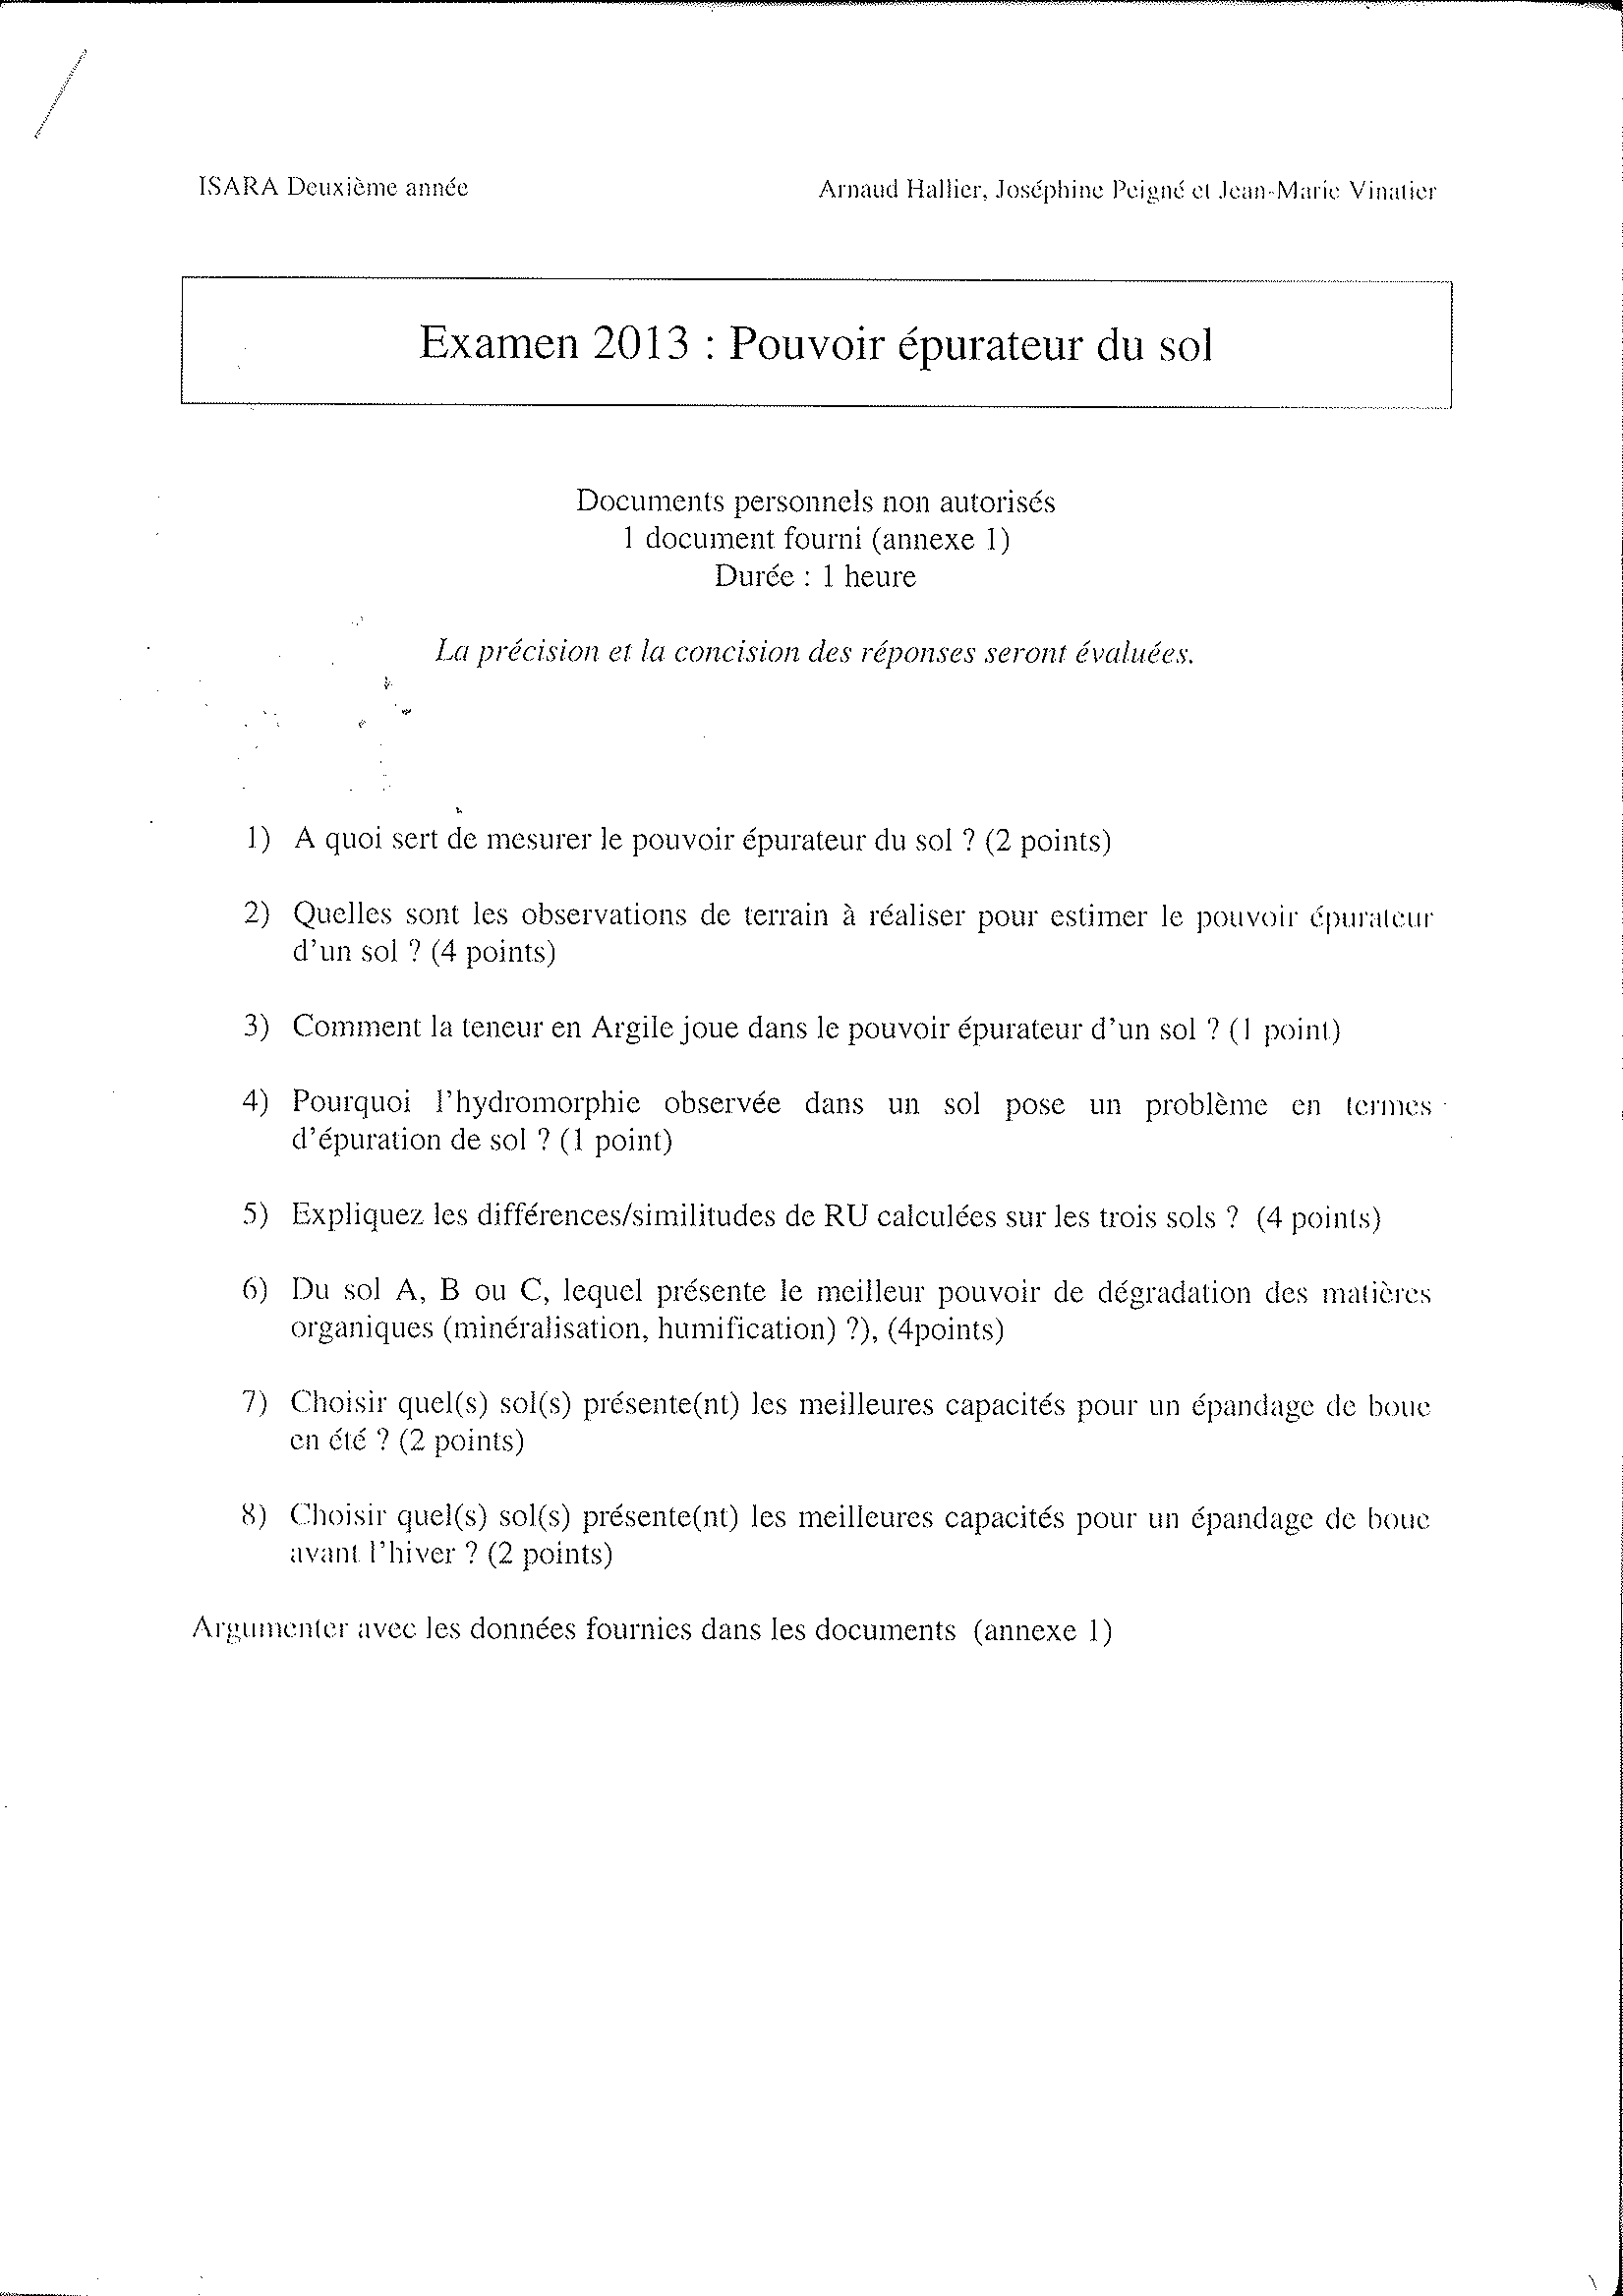 ISARA Deuxième année
Arnaud Hallier, Joséphine Peigné et Jean-Marie Vinatier
Examen 2013 : Pouvoir épurateur du sol
Documents personnels non autorisés
1 document fourni (annexe 1)
Durée : 1 heure
La précision et la concision des réponses seront évaluées.
1) A quoi sert de mesurer le pouvoir épurateur du sol ? (2 points)
2) Quelles sont les observations de terrain à réaliser pour estimer le pouvoir épurateur
d'un sol ? (4 points)
3) Comment la teneur en Argile joue dans le pouvoir épurateur d'un sol ? (1 point)
4) Pourquoi l'hydromorphie observée dans un sol pose un problème en termes
d'épuration de sol ? (1 point)
5) Expliquez les différences/similitudes de RU calculées sur les trois sols ? (4 points)
6) Du sol A, B ou C, lequel présente le meilleur pouvoir de dégradation des matières
organiques (minéralisation, humification) ?), (4points)
7) Choisir quel(s) sol(s) présente(nt) les meilleures capacités pour un épandage de boue
en été ? (2 points)
8) Choisir quel(s) sol(s) présente(nt) les meilleures capacités pour un épandage de boue
avant l'hiver ? (2 points)
Argumenter avec les données fournies dans les documents (annexe 1)